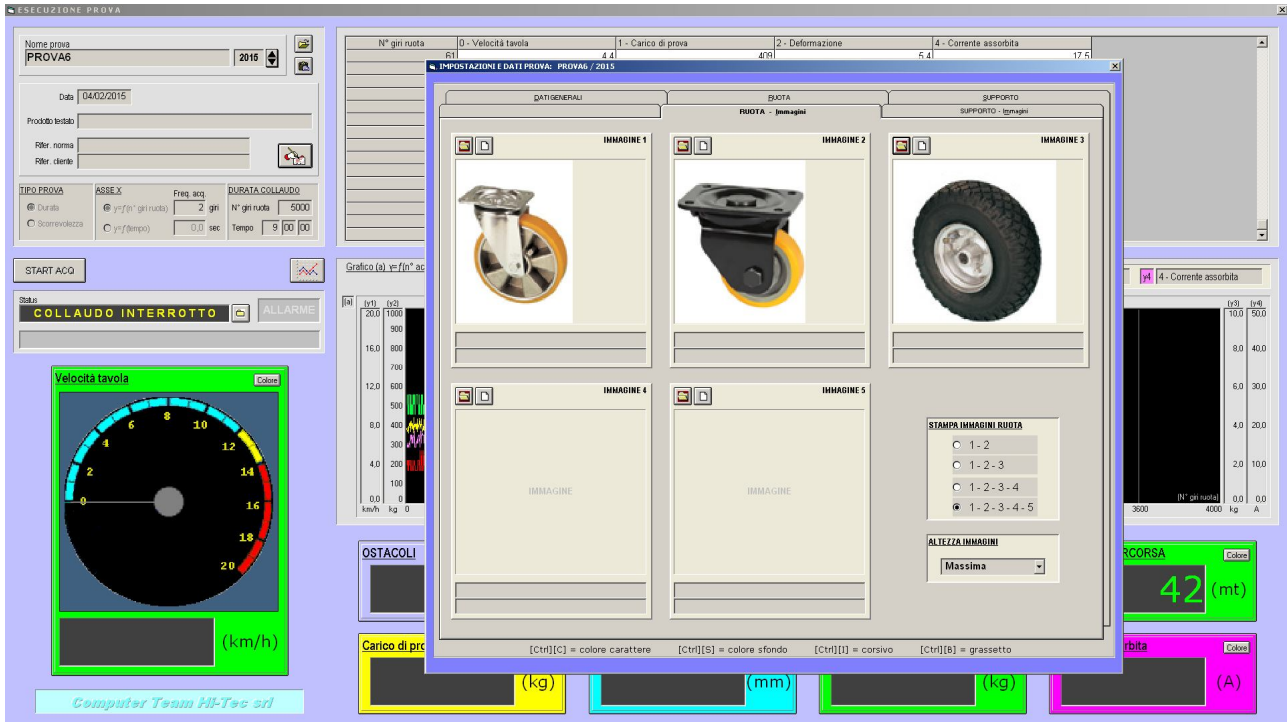 ESECUZIONE PROVA
Nome prova
PROVA6
2015
Data 04/02/2015
Prodotto testato
Rifer. norma
Rifer. cliente
TIPO PROVA
Durata
Scorrevolezza
ASSE X
Freq. acq.
y=f(n° giri ruota) 2 giri
y=f(tempo) 0,0 sec
DURATA COLLAUDO
N° giri ruota 5000
Tempo 9 00 00
START ACQ
Status
COLLAUDO INTERROTTO
ALLARME
Velocità tavola
Colore
0 2 4 6 8 10 12 14 16 18 20
(km/h)
Computer Team HI-Tec srl
N° giri ruota 0 - Velocità tavola 1 - Carico di prova 2 - Deformazione 4 - Corrente assorbita
61 4,4 409 5,4 17,5
IMPOSTAZIONI E DATI PROVA: PROVA6 / 2015
DATI GENERALI RUOTA SUPPORTO
RUOTA - Immagini SUPPORTO - Immagini
IMMAGINE 1
IMMAGINE 2
IMMAGINE 3
IMMAGINE 4
IMMAGINE
IMMAGINE 5
IMMAGINE
STAMPA IMMAGINI RUOTA
1 - 2
1 - 2 - 3
1 - 2 - 3 - 4
1 - 2 - 3 - 4 - 5
ALTEZZA IMMAGINI
Massima
[Ctrl][C] = colore carattere [Ctrl][S] = colore sfondo [Ctrl][I] = corsivo [Ctrl][B] = grassetto
Grafico (a) y=f(n° ac
y4 4 - Corrente assorbita
[a] (y1) (y2)
20,0 1000
900
16,0 800
700
12,0 600
500
8,0 400
300
4,0 200
100
0,0 0
km/h kg 0
(y3) (y4)
10,0 50,0
8,0 40,0
6,0 30,0
4,0 20,0
2,0 10,0
[N° giri ruota] 0,0 0,0
3600 4000 kg A
OSTACOLI
RCORSA
Colore
42 (mt)
Carico di pro
(kg)
(mm)
(kg)
rbita
Colore
(A)